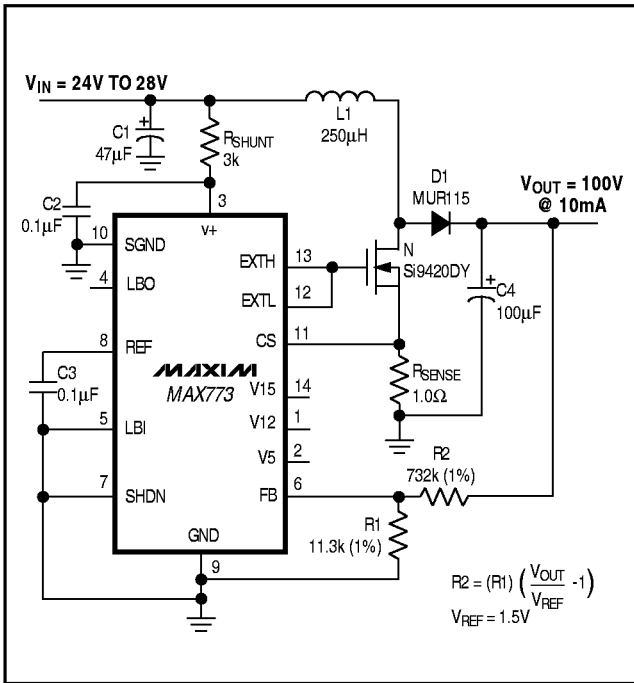 V_IN = 24V TO 28V
L1
250µH
C1
47µF
R_SHUNT
3k
D1
MUR115
V_OUT = 100V
@ 10mA
C2
0.1µF
3
V+
10
SGND
4
LBO
EXTH
13
EXTL
12
N
Si9420DY
C4
100µF
CS
11
8
REF
MAXIM
MAX773
C3
0.1µF
R_SENSE
1.0Ω
V15
14
5
LBI
V12
1
V5
2
R2
732k (1%)
7
SHDN
FB
6
R1
11.3k (1%)
GND
9
R2 = (R1) (V_OUT/V_REF -1)
V_REF = 1.5V